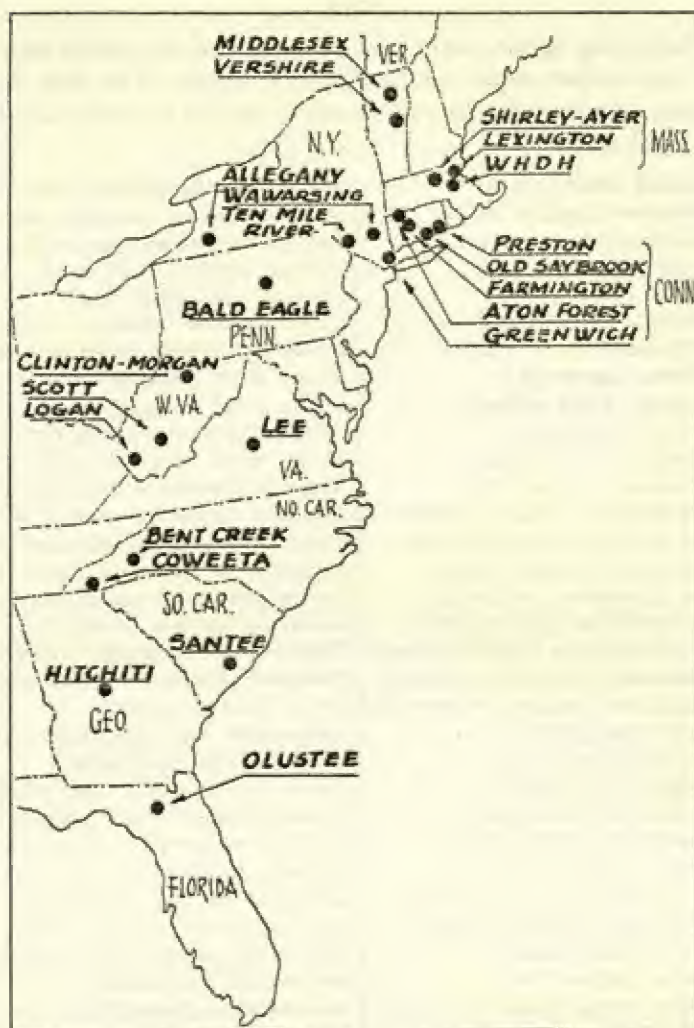 MIDDLESEX
VERSHIRE
VER.
SHIRLEY-AYER
LEXINGTON
WHDH
MASS.
N.Y.
ALLEGANY
WAWARSING
TEN MILE
RIVER
PRESTON
OLD SAYBROOK
FARMINGTON
ATON FOREST
GREENWICH
CONN
BALD EAGLE
PENN.
CLINTON-MORGAN
SCOTT
LOGAN
W. VA.
LEE
VA.
NO. CAR.
BENT CREEK
COWEETA
SO. CAR.
SANTEE
HITCHITI
GEO.
OLUSTEE
FLORIDA